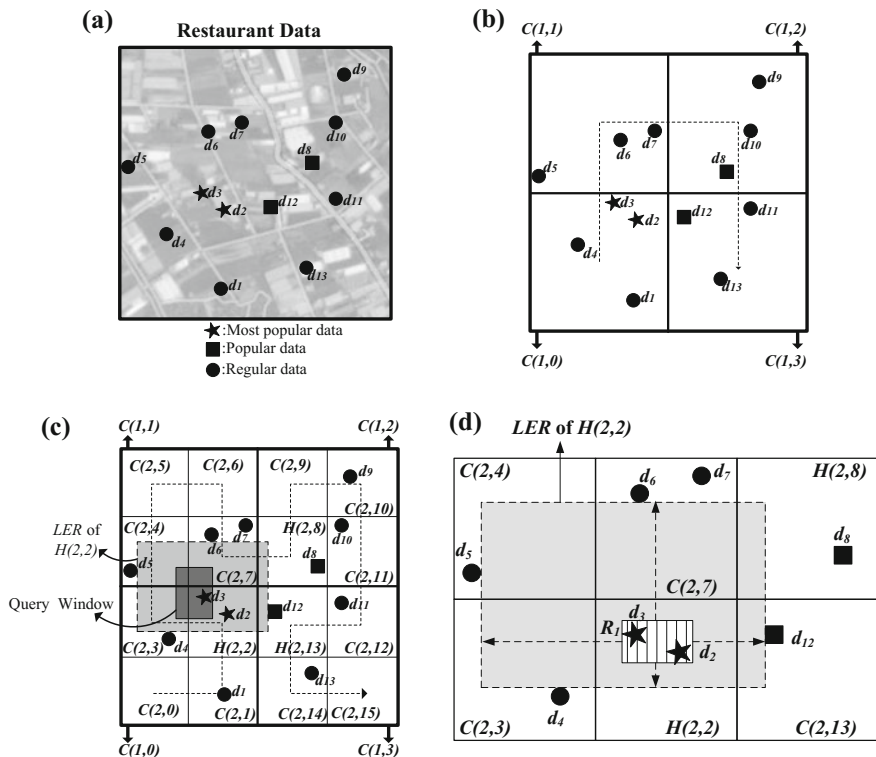 (a)
Restaurant Data
d9
d7
d10
d6
d8
d5
d3
d2
d12
d11
d4
d13
d1
:Most popular data
:Popular data
:Regular data
(b)
C(1,1)
C(1,2)
d9
d7
d10
d6
d8
d5
d3
d2
d12
d11
d4
d13
d1
C(1,0)
C(1,3)
(c)
C(1,1)
C(1,2)
C(2,5)
C(2,6)
C(2,9)
d9
C(2,10)
C(2,4)
d7
H(2,8)
d10
LER of
H(2,2)
d6
d8
d5
C(2,7)
C(2,11)
Query Window
d3
d2
d12
d11
C(2,3)
d4
H(2,2)
H(2,13)
C(2,12)
d13
d1
C(2,0)
C(2,1)
C(2,14)
C(2,15)
C(1,0)
C(1,3)
(d)
LER of H(2,2)
C(2,4)
d6
d7
H(2,8)
d5
d8
C(2,7)
R1
d3
d2
d12
d4
C(2,3)
H(2,2)
C(2,13)